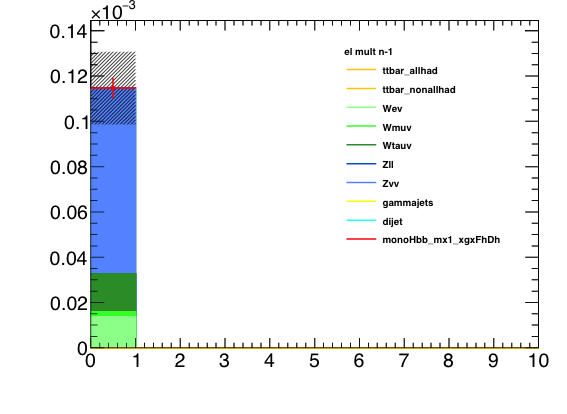 ×10⁻³
0.14
0.12
0.1
0.08
0.06
0.04
0.02
0
el mult n-1
ttbar_allhad
ttbar_nonallhad
Wev
Wmuv
Wtauv
Zll
Zvv
gammajets
dijet
monoHbb_mx1_xgxFhDh
0 1 2 3 4 5 6 7 8 9 10